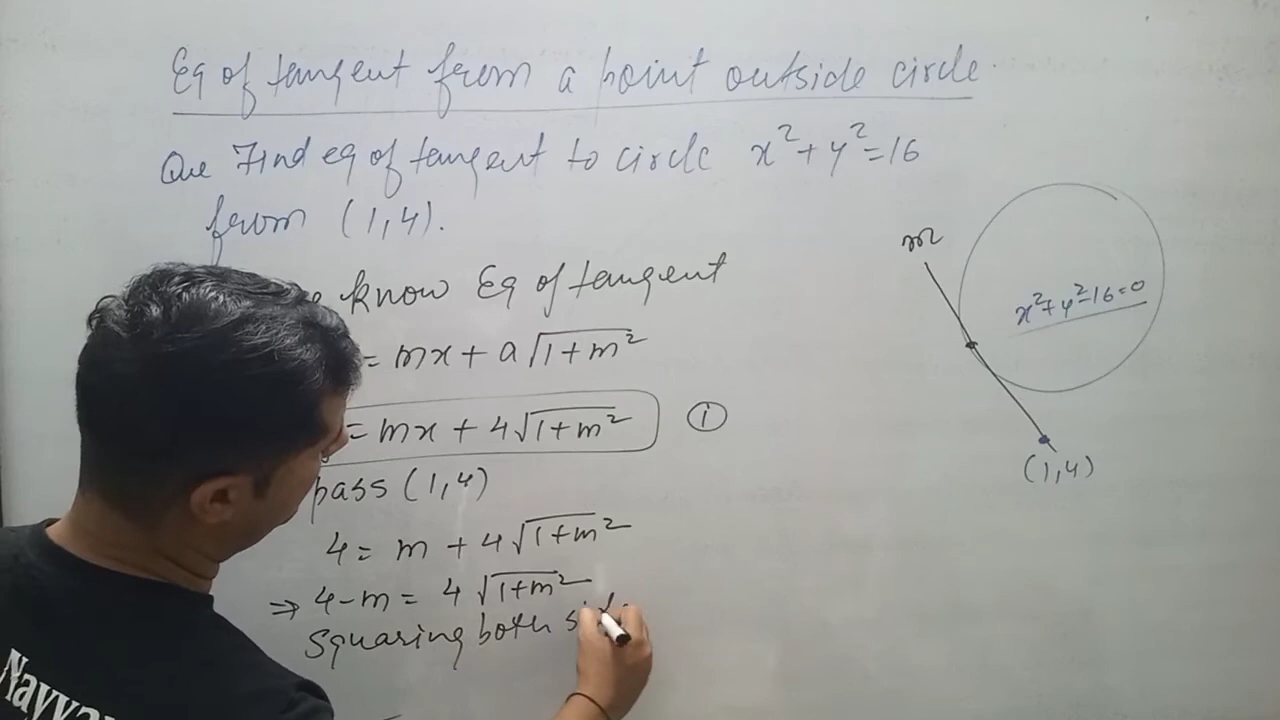 Eq of tangent from a point outside circle
Que Find eq of tangent to circle x²+y²=16
from (1,4).
know Eq of tangent
= mx + a√1+m²
= mx + 4√1+m² ①
pass (1,4)
4 = m + 4√1+m²
⇒ 4-m = 4√1+m²
Squaring both
m
x²+y²-16=0
(1,4)